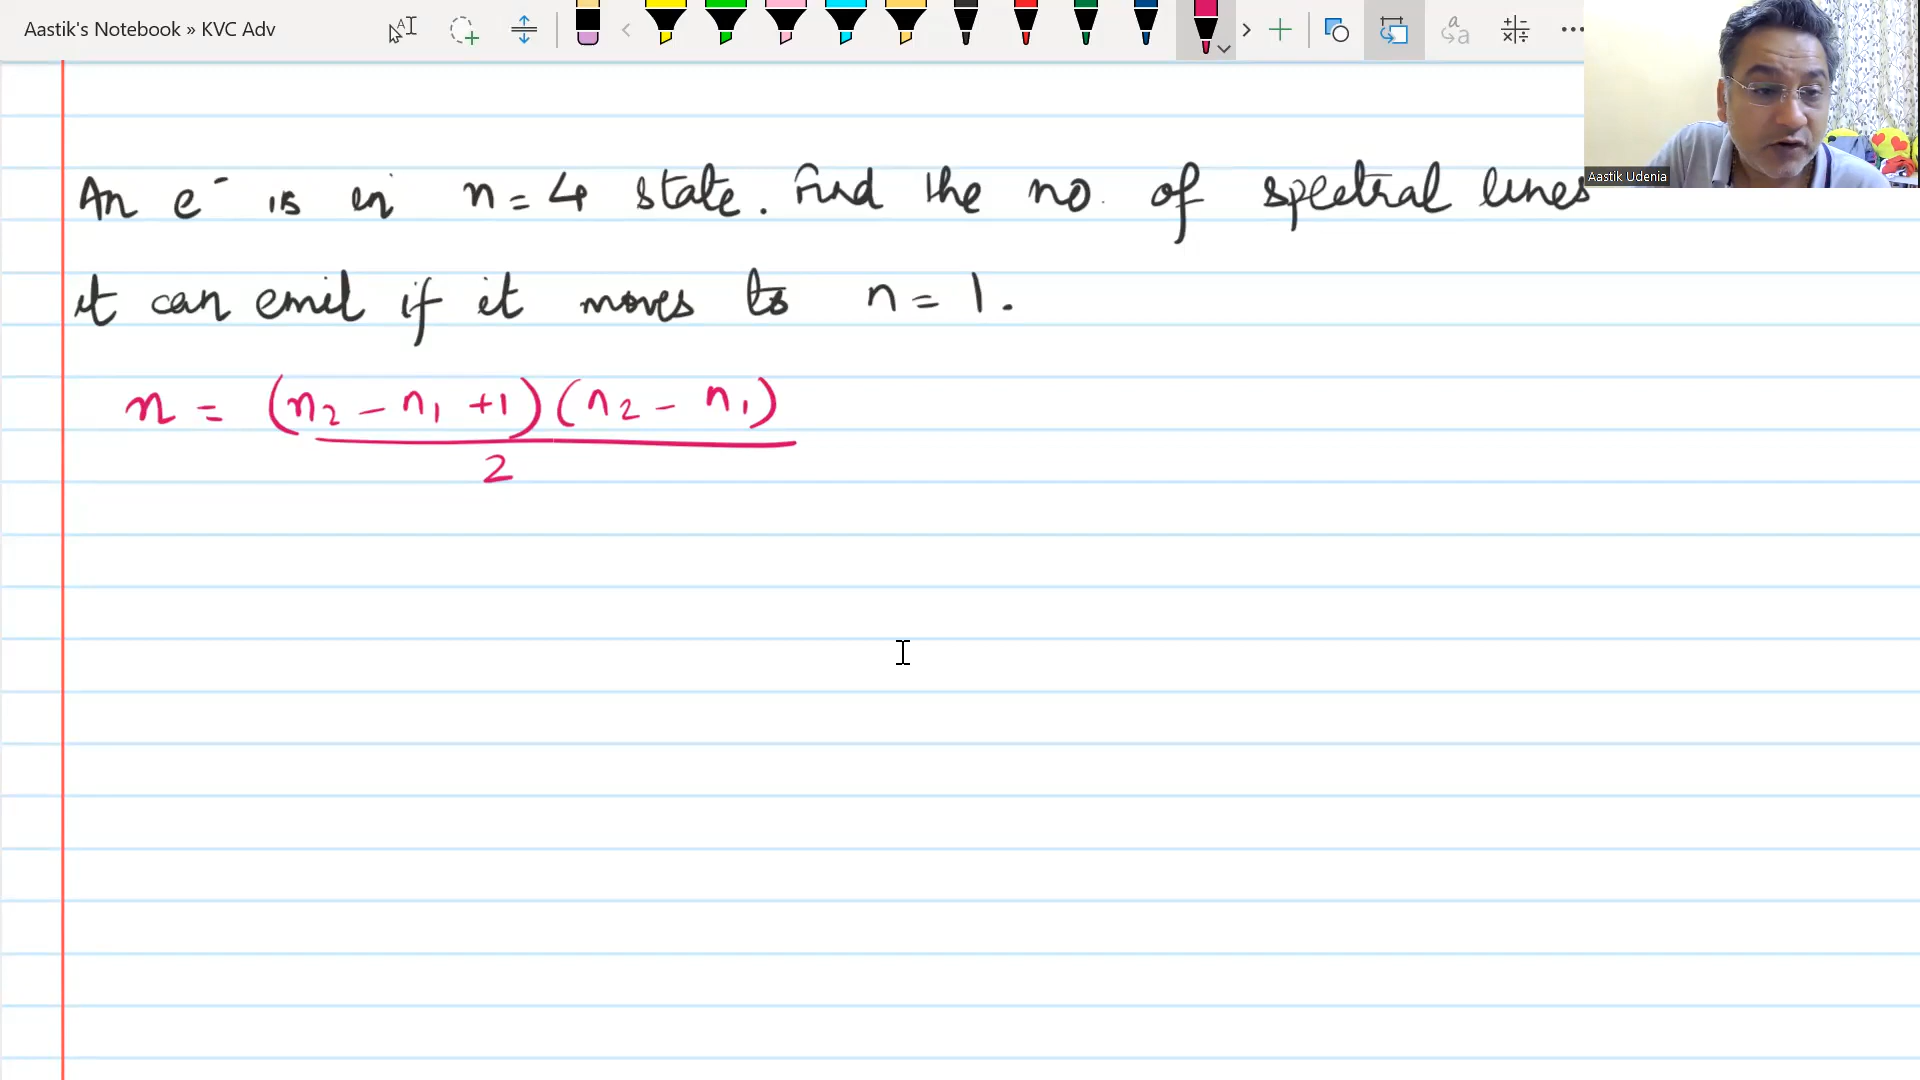 Aastik's Notebook » KVC Adv
Aastik Udenia
An e⁻ is in n = 4 state. Find the no. of spectral lines
it can emit if it moves to n = 1.
n = (n₂ - n₁ + 1)(n₂ - n₁)
2